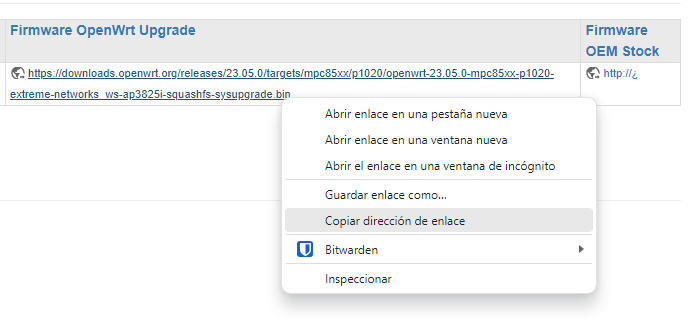 Firmware OpenWrt Upgrade
Firmware
OEM Stock
https://downloads.openwrt.org/releases/23.05.0/targets/mpc85xx/p1020/openwrt-23.05.0-mpc85xx-p1020-
extreme-networks_ws-ap3825i-squashfs-sysupgrade.bin
http://¿
Abrir enlace en una pestaña nueva
Abrir enlace en una ventana nueva
Abrir el enlace en una ventana de incógnito
Guardar enlace como...
Copiar dirección de enlace
Bitwarden
Inspeccionar